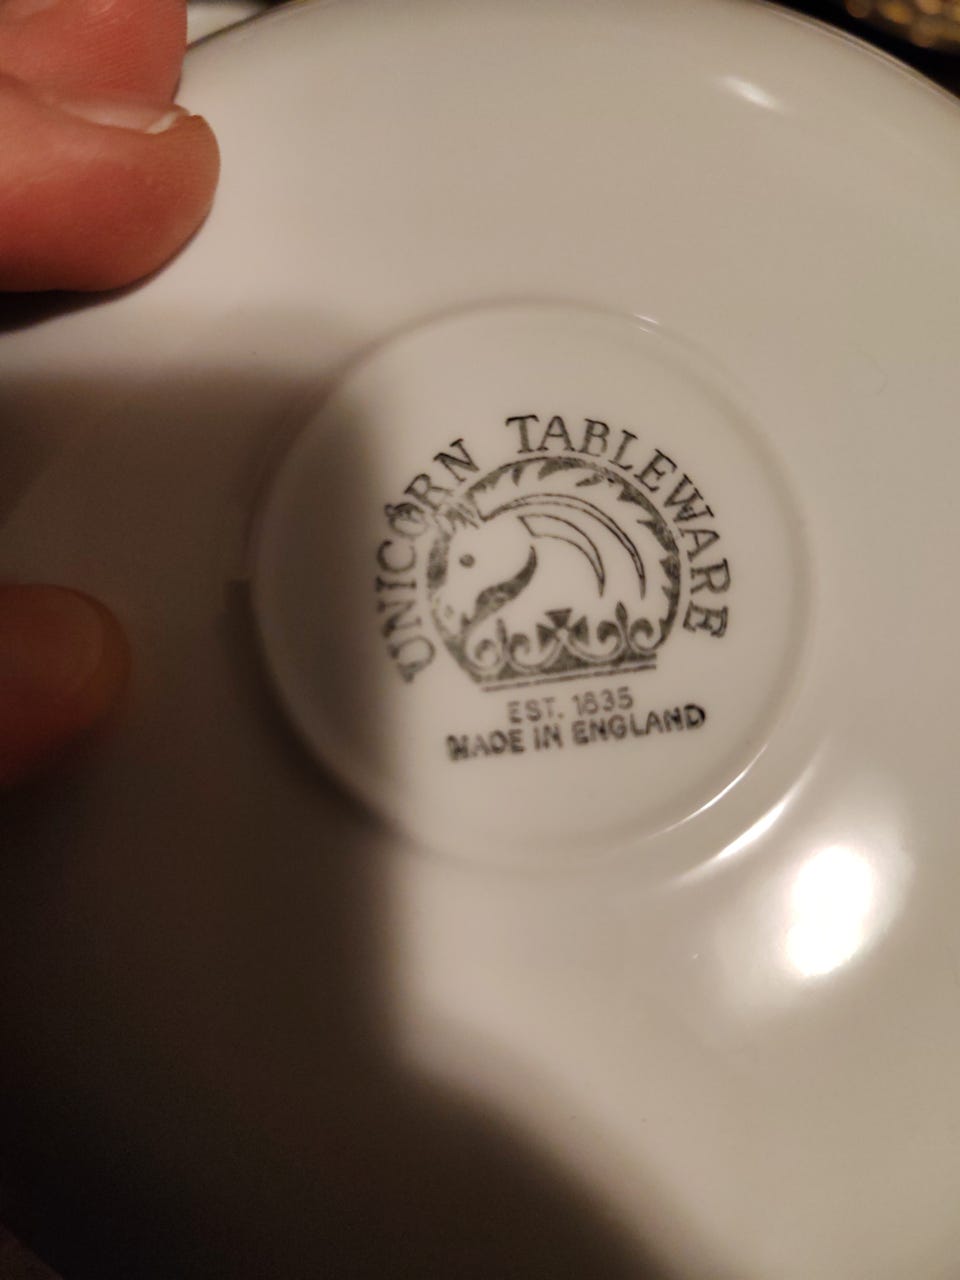 UNICORN TABLEWARE
EST. 1835
MADE IN ENGLAND